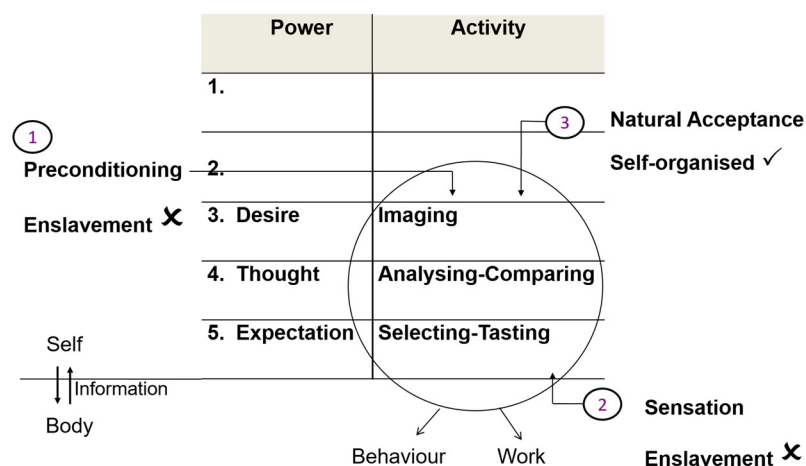 Power Activity
1.
1
3
Natural Acceptance
Preconditioning
2.
Self-organised ✓
Enslavement ✘
3. Desire Imaging
4. Thought Analysing-Comparing
5. Expectation Selecting-Tasting
Self
Information
Body
2
Sensation
Behaviour
Work
Enslavement ✘